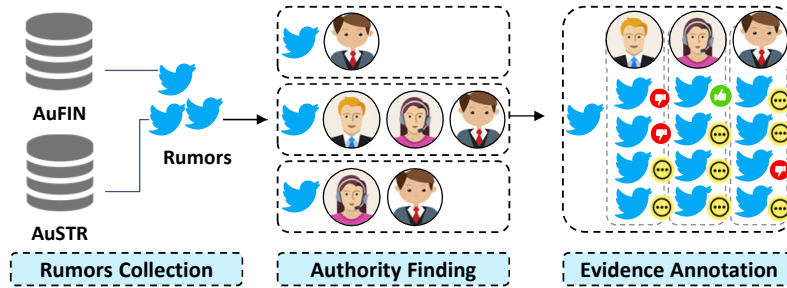 AuFIN
Rumors
AuSTR
Rumors Collection
Authority Finding
Evidence Annotation